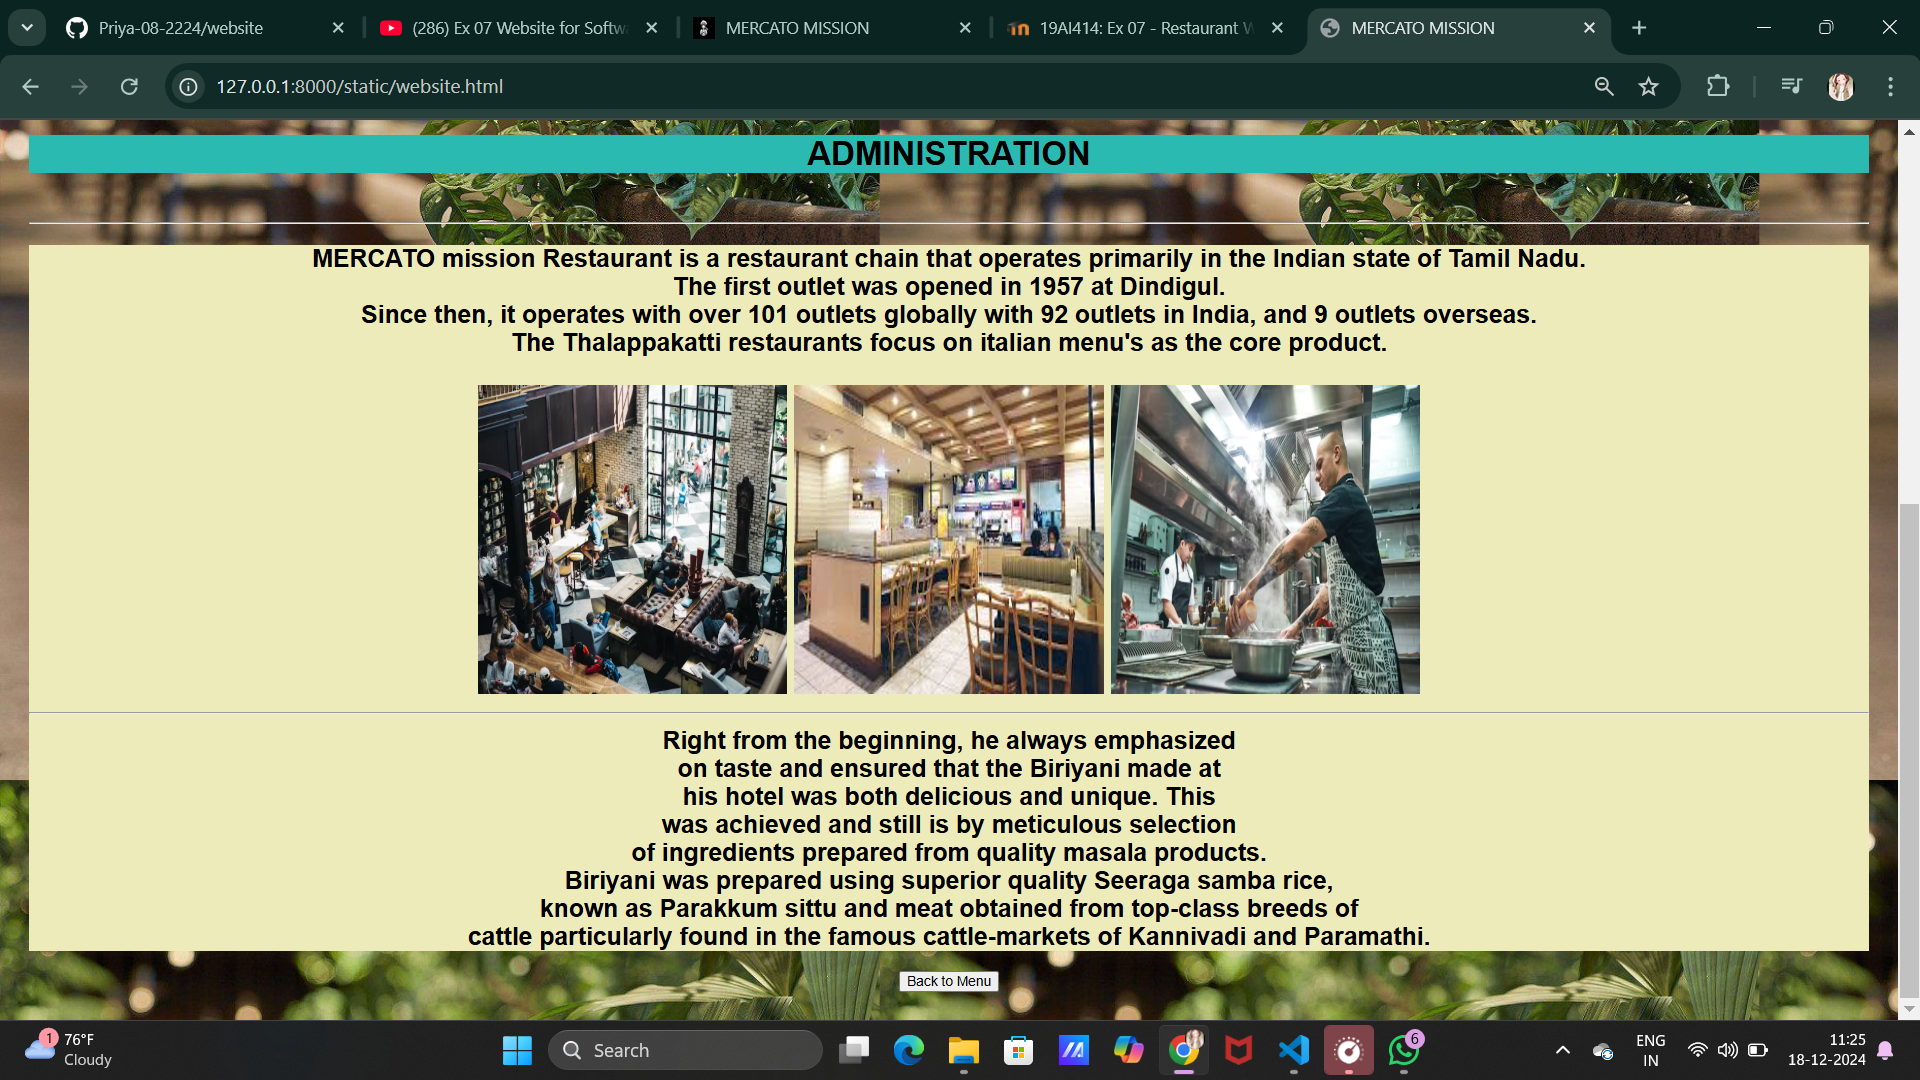 Priya-08-2224/website
(286) Ex 07 Website for Softw
MERCATO MISSION
19AI414: Ex 07 - Restaurant W
MERCATO MISSION
127.0.0.1:8000/static/website.html
ADMINISTRATION
MERCATO mission Restaurant is a restaurant chain that operates primarily in the Indian state of Tamil Nadu.
The first outlet was opened in 1957 at Dindigul.
Since then, it operates with over 101 outlets globally with 92 outlets in India, and 9 outlets overseas.
The Thalappakatti restaurants focus on italian menu's as the core product.
Right from the beginning, he always emphasized
on taste and ensured that the Biriyani made at
his hotel was both delicious and unique. This
was achieved and still is by meticulous selection
of ingredients prepared from quality masala products.
Biriyani was prepared using superior quality Seeraga samba rice,
known as Parakkum sittu and meat obtained from top-class breeds of
cattle particularly found in the famous cattle-markets of Kannivadi and Paramathi.
Back to Menu
1
76°F
Cloudy
Search
6
ENG
IN
11:25
18-12-2024